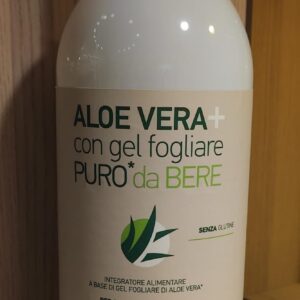 ALOE VERA+
con gel fogliare
PURO* da BERE
SENZA GLUTINE
INTEGRATORE ALIMENTARE
A BASE DI GEL FOGLIARE DI ALOE VERA*